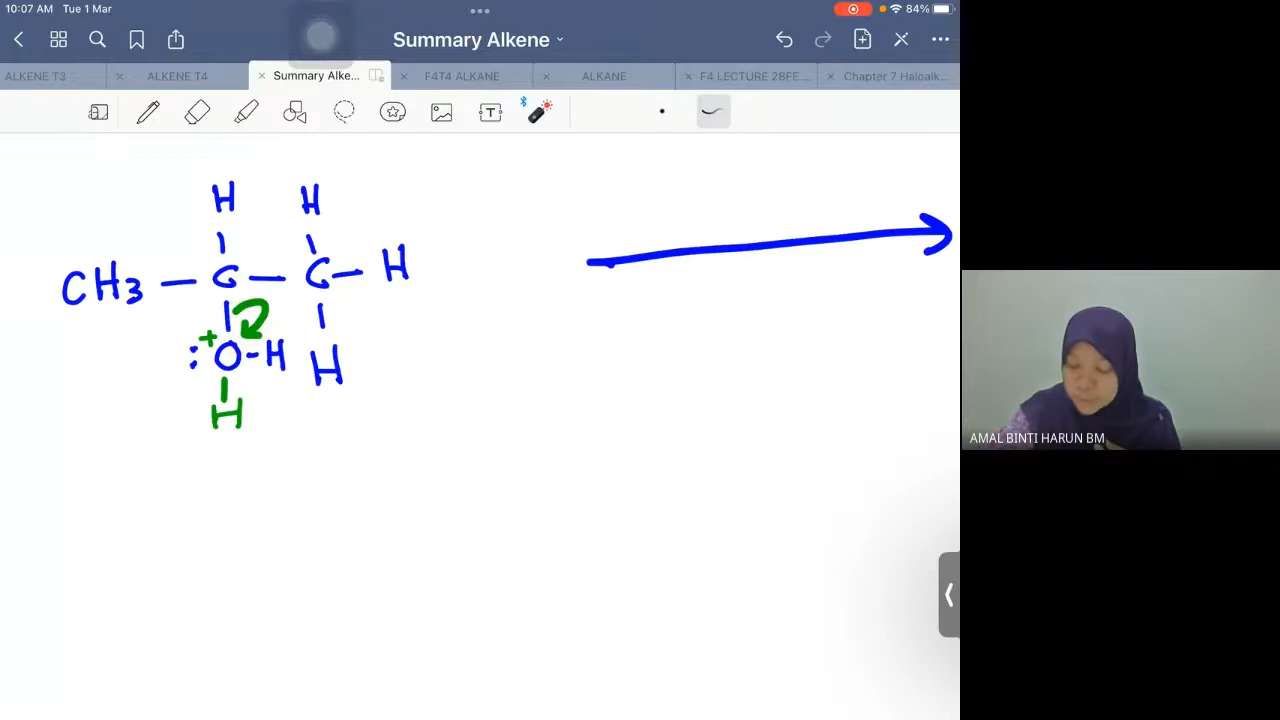 10:07 AM Tue 1 Mar
84%
Summary Alkene
ALKENE T3
ALKENE T4
Summary Alke...
F4T4 ALKANE
ALKANE
F4 LECTURE 28FE...
Chapter 7 Haloalk...
T
H H
CH3 - C - C - H
+
: O - H H
H
AMAL BINTI HARUN BM